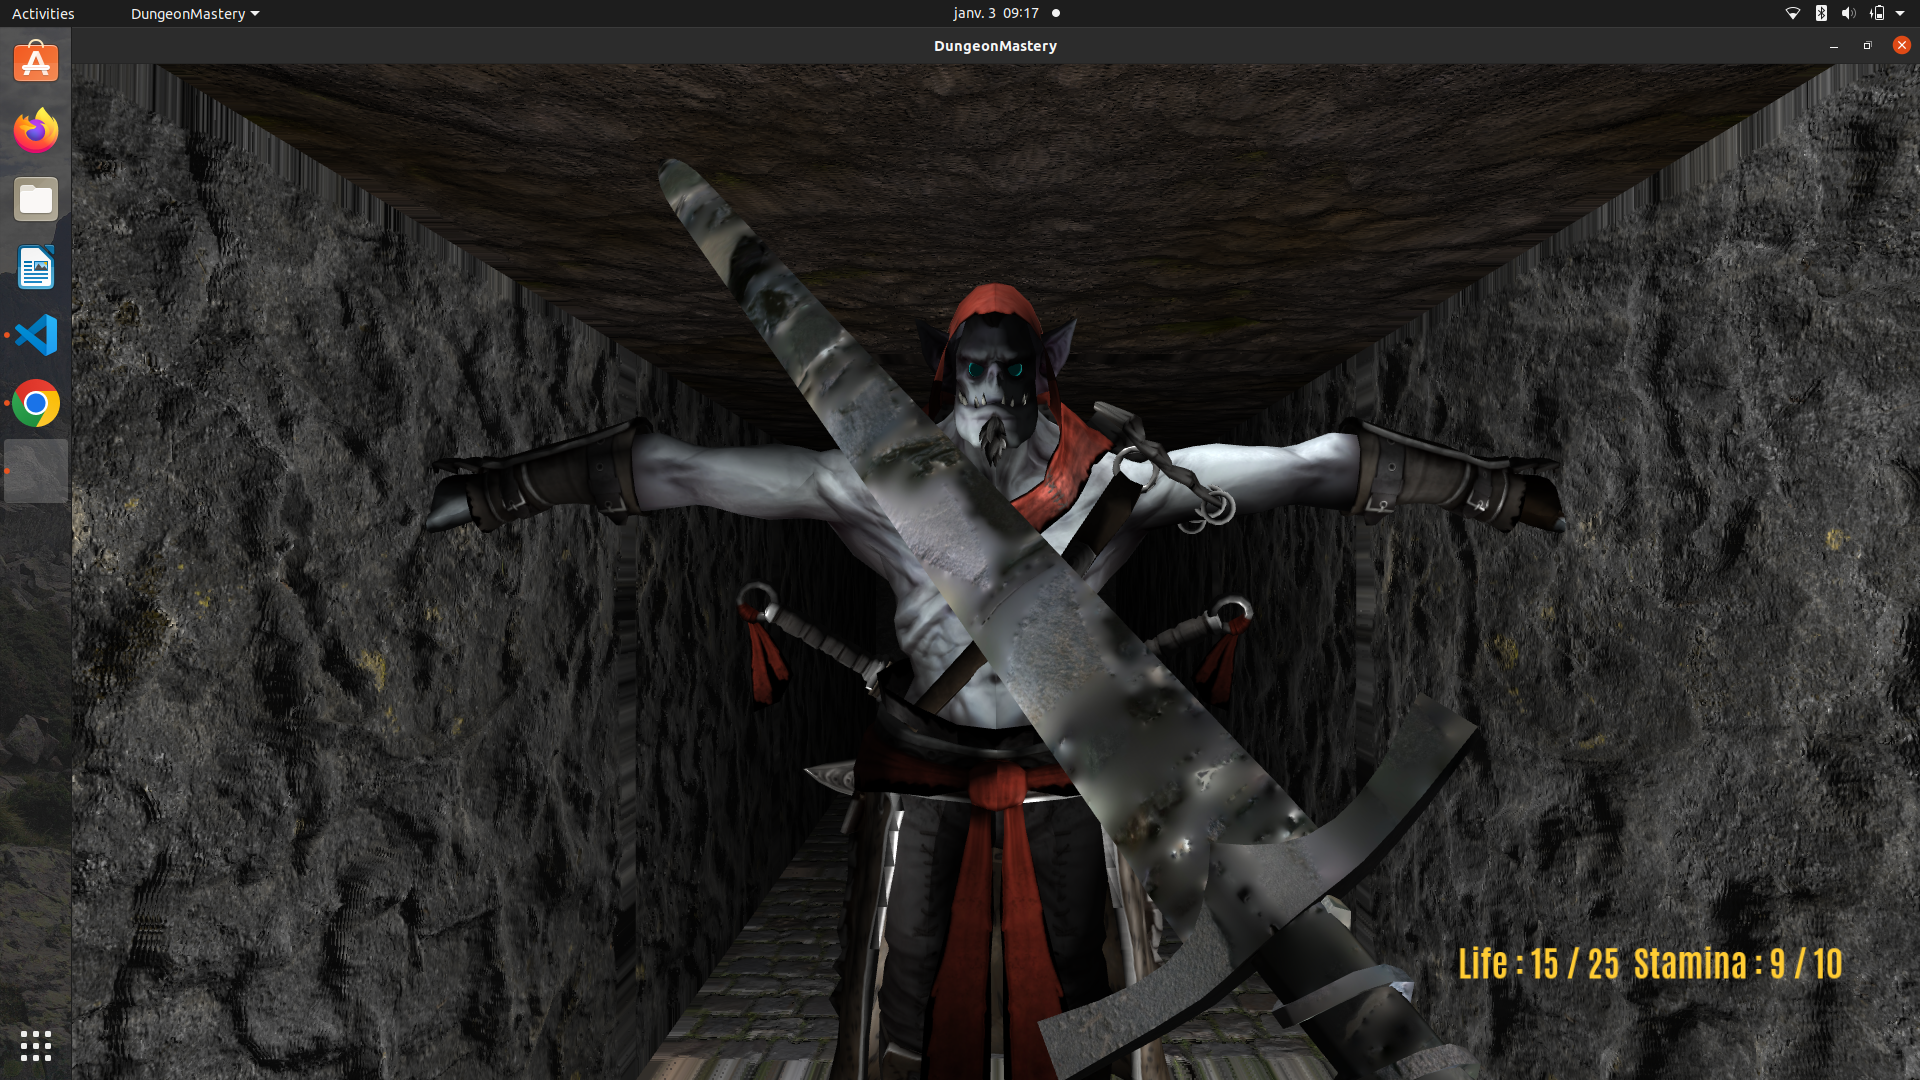 Activities DungeonMastery janv. 3 09:17
DungeonMastery
Life : 15 / 25 Stamina : 9 / 10